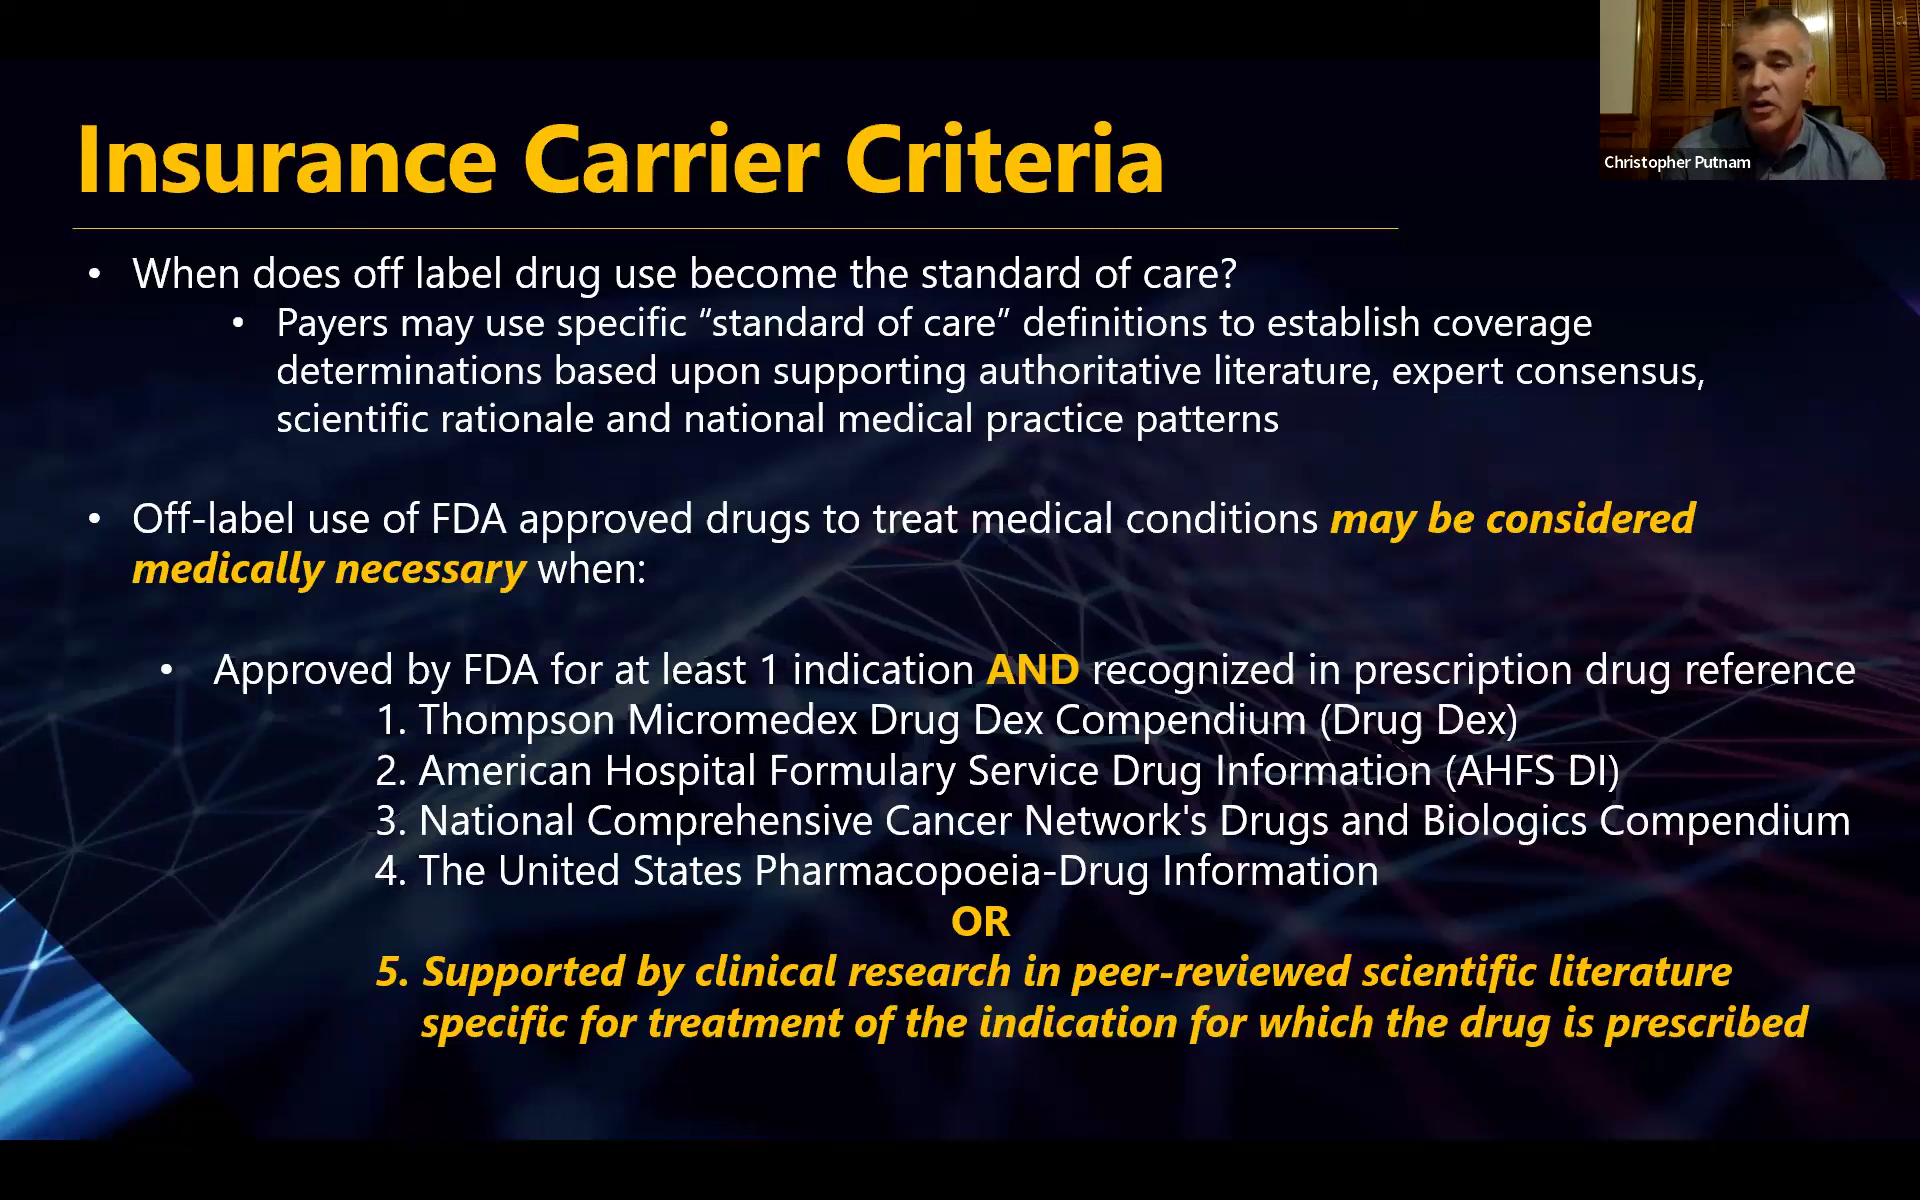 Christopher Putnam
Insurance Carrier Criteria
• When does off label drug use become the standard of care?
• Payers may use specific “standard of care” definitions to establish coverage
determinations based upon supporting authoritative literature, expert consensus,
scientific rationale and national medical practice patterns
• Off-label use of FDA approved drugs to treat medical conditions may be considered
medically necessary when:
• Approved by FDA for at least 1 indication AND recognized in prescription drug reference
1. Thompson Micromedex Drug Dex Compendium (Drug Dex)
2. American Hospital Formulary Service Drug Information (AHFS DI)
3. National Comprehensive Cancer Network's Drugs and Biologics Compendium
4. The United States Pharmacopoeia-Drug Information
OR
5. Supported by clinical research in peer-reviewed scientific literature
specific for treatment of the indication for which the drug is prescribed